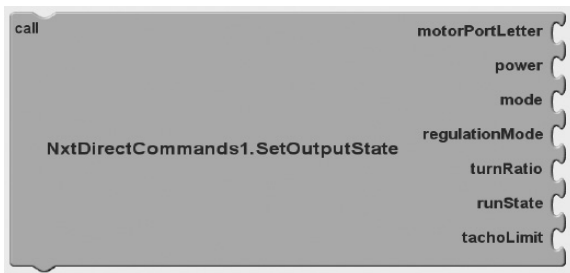 call
motorPortLetter
power
mode
regulationMode
NxtDirectCommands1.SetOutputState
turnRatio
runState
tachoLimit